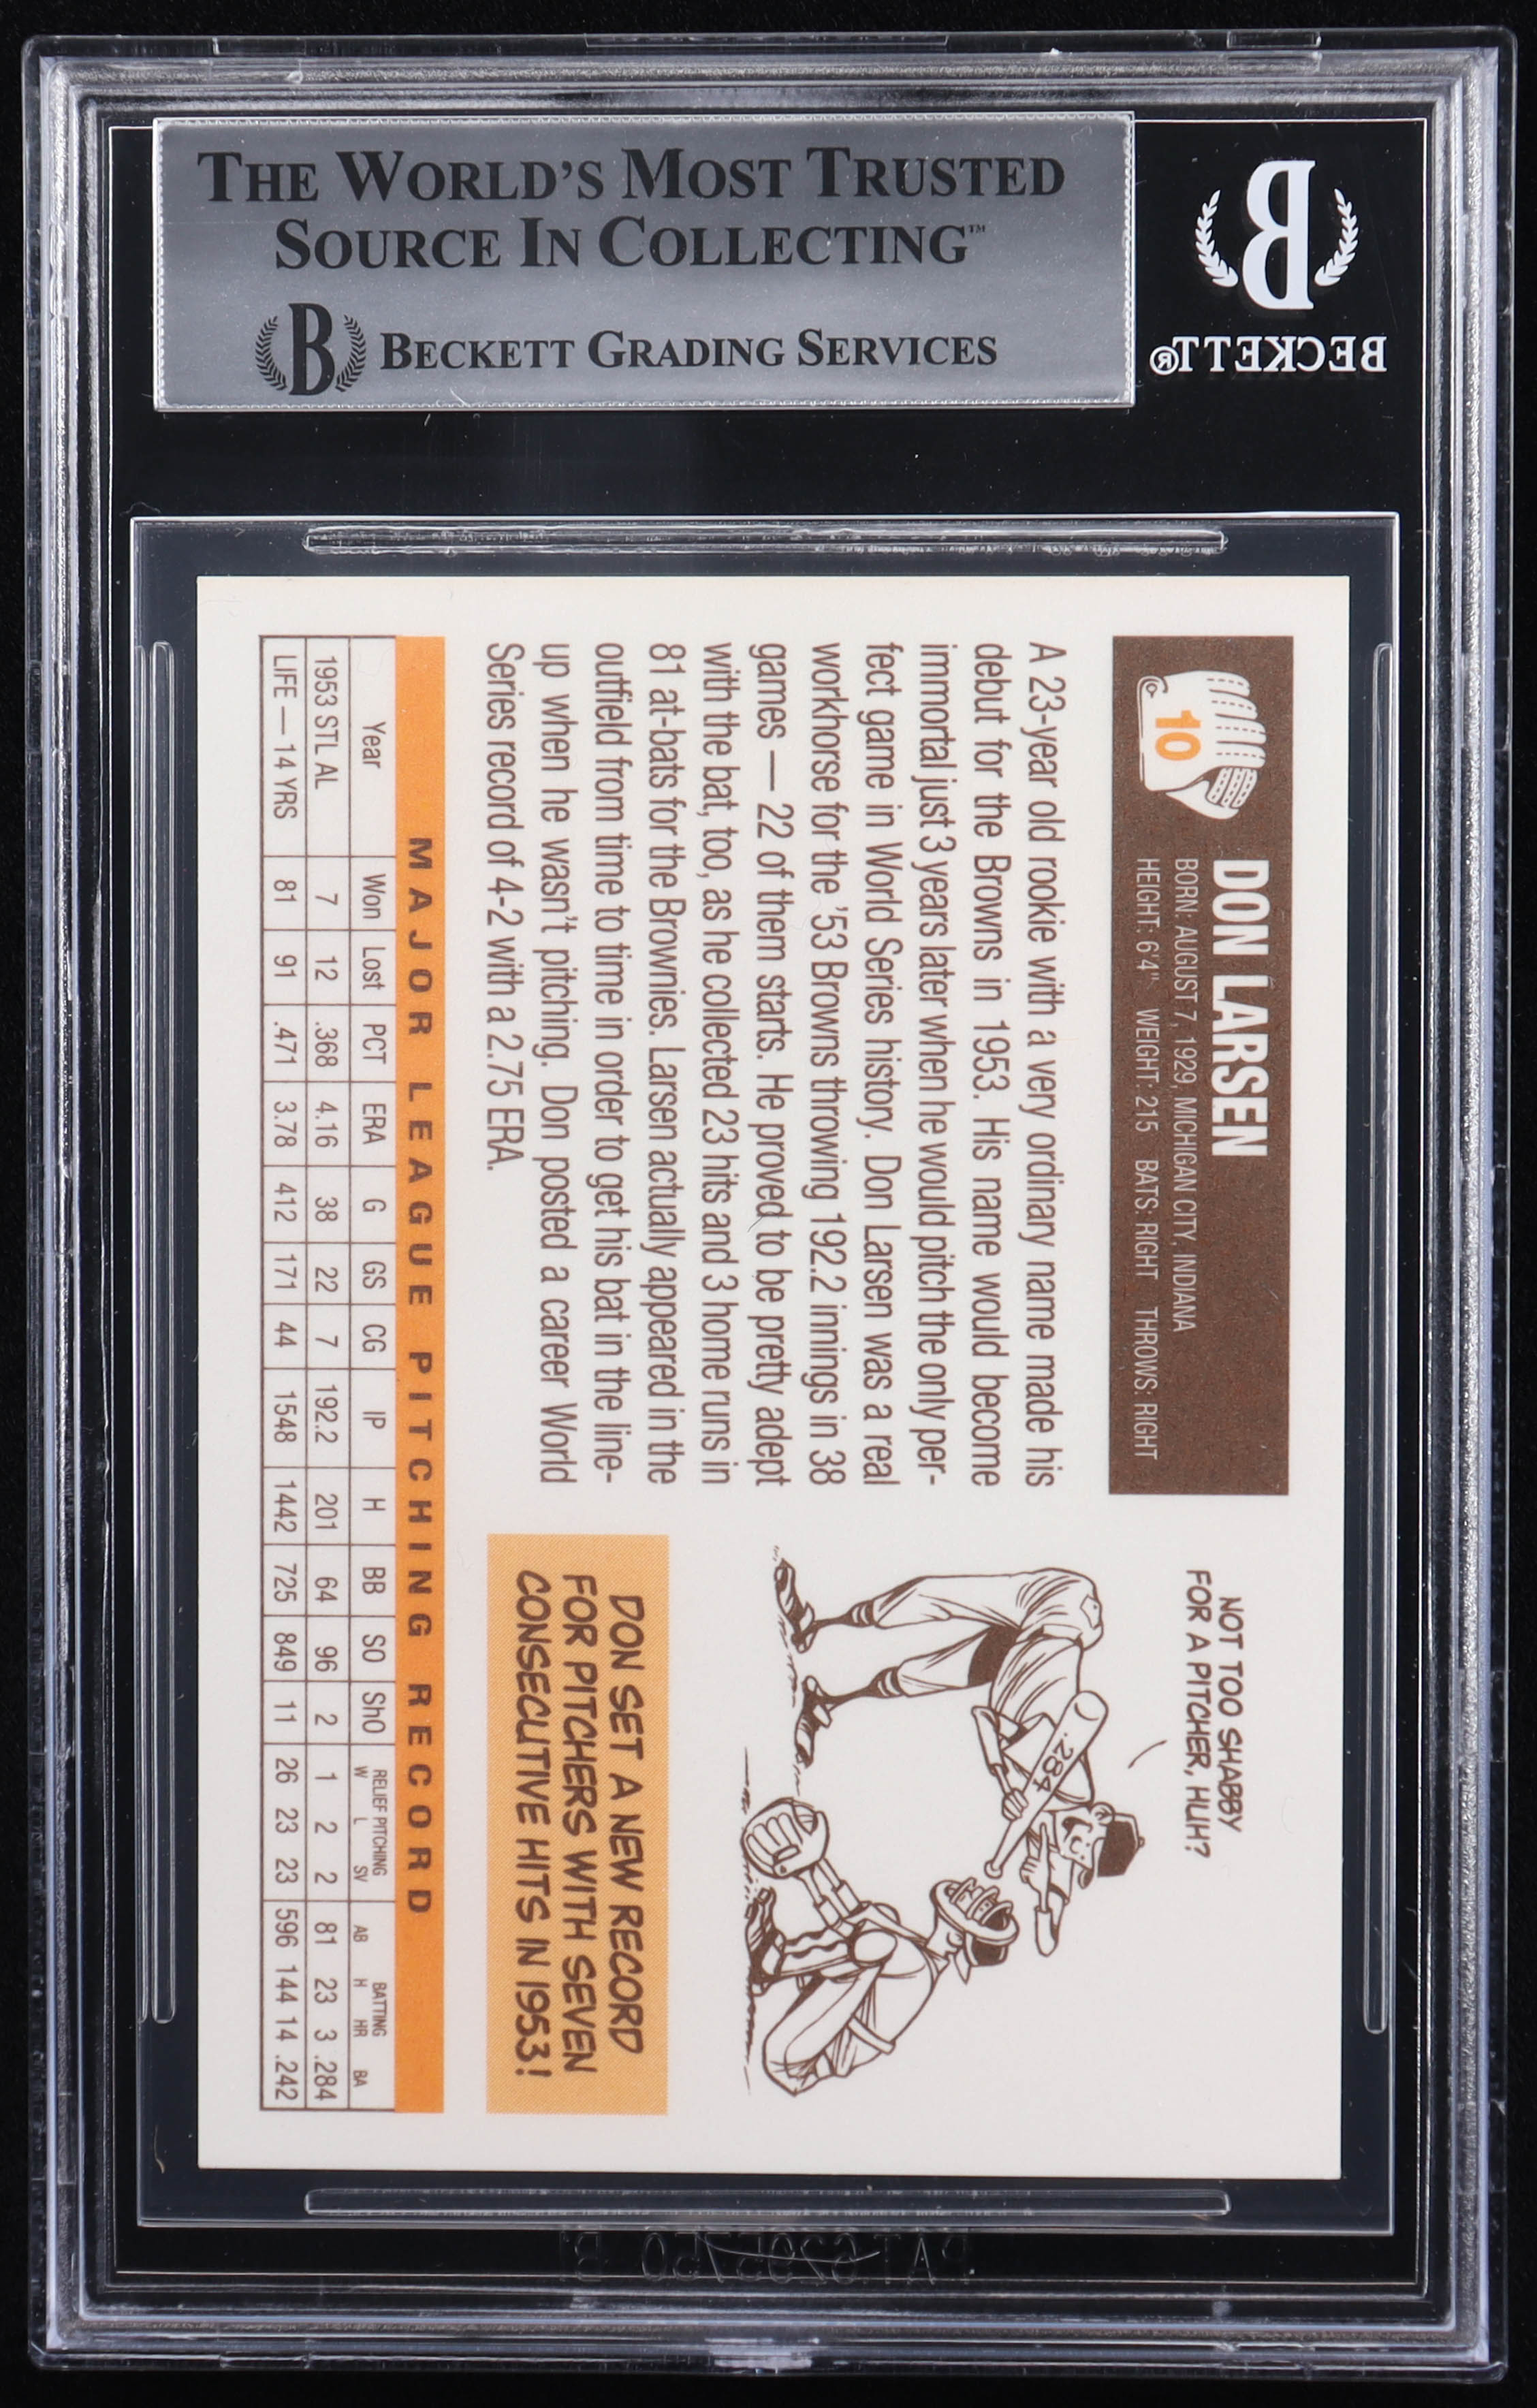 THE WORLD'S MOST TRUSTED
SOURCE IN COLLECTING™
B BECKETT GRADING SERVICES
B
BECKETT®
10
DON LARSEN
BORN: AUGUST 7, 1929, MICHIGAN CITY, INDIANA
HEIGHT: 6'4" WEIGHT: 215 BATS: RIGHT THROWS: RIGHT
A 23-year old rookie with a very ordinary name made his
debut for the Browns in 1953. His name would become
immortal just 3 years later when he would pitch the only per-
fect game in World Series history. Don Larsen was a real
workhorse for the '53 Browns throwing 192.2 innings in 38
games — 22 of them starts. He proved to be pretty adept
with the bat, too, as he collected 23 hits and 3 home runs in
81 at-bats for the Brownies. Larsen actually appeared in the
outfield from time to time in order to get his bat in the line-
up when he wasn't pitching. Don posted a career World
Series record of 4-2 with a 2.75 ERA.
NOT TOO SHABBY
FOR A PITCHER, HUH?
.284
DON SET A NEW RECORD
FOR PITCHERS WITH SEVEN
CONSECUTIVE HITS IN 1953!
MAJOR LEAGUE PITCHING RECORD
Year Won Lost PCT ERA G GS CG IP H BB SO ShO RELIEF PITCHING W L SV BATTING AB H HR BA
1953 STL AL 7 12 .368 4.16 38 22 7 192.2 201 64 96 2 1 2 2 81 23 3 .284
LIFE — 14 YRS 81 91 .471 3.78 412 171 44 1548 1442 725 849 11 26 23 23 596 144 14 .242